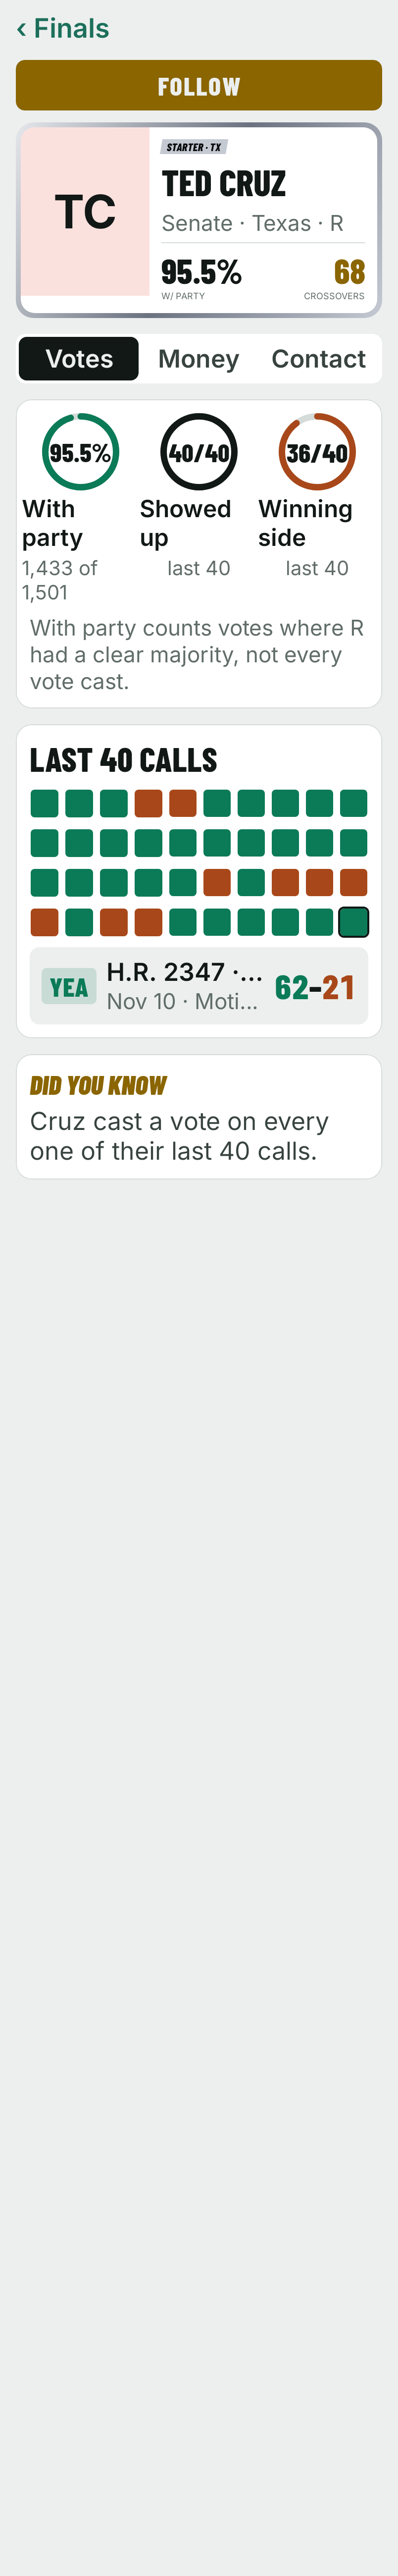 ‹ Finals
FOLLOW
TC
STARTER · TX
TED CRUZ
Senate · Texas · R
95.5% 68
W/ PARTY CROSSOVERS
Votes Money Contact
95.5% 40/40 36/40
With party
Showed up
Winning side
1,433 of 1,501
last 40
last 40
With party counts votes where R
had a clear majority, not every
vote cast.
LAST 40 CALLS
YEA
H.R. 2347 ·...
Nov 10 · Moti...
62–21
DID YOU KNOW
Cruz cast a vote on every
one of their last 40 calls.